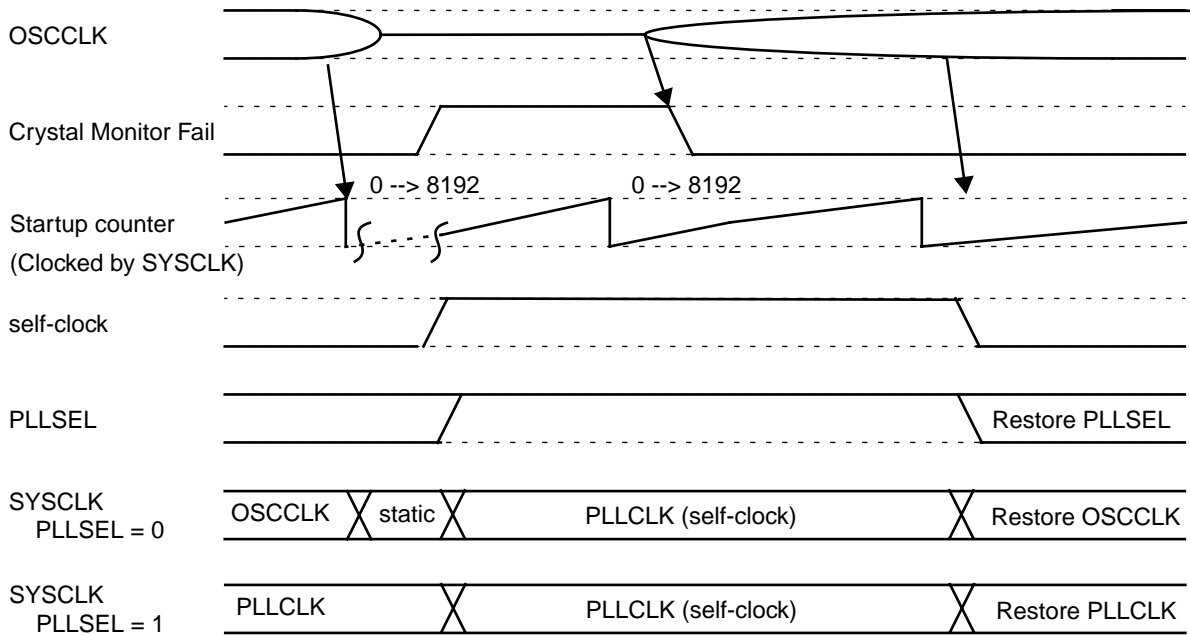 OSCCLK
Crystal Monitor Fail
0 --> 8192 0 --> 8192
Startup counter
(Clocked by SYSCLK)
self-clock
PLLSEL Restore PLLSEL
SYSCLK
PLLSEL = 0
OSCCLK static PLLCLK (self-clock) Restore OSCCLK
SYSCLK
PLLSEL = 1
PLLCLK PLLCLK (self-clock) Restore PLLCLK